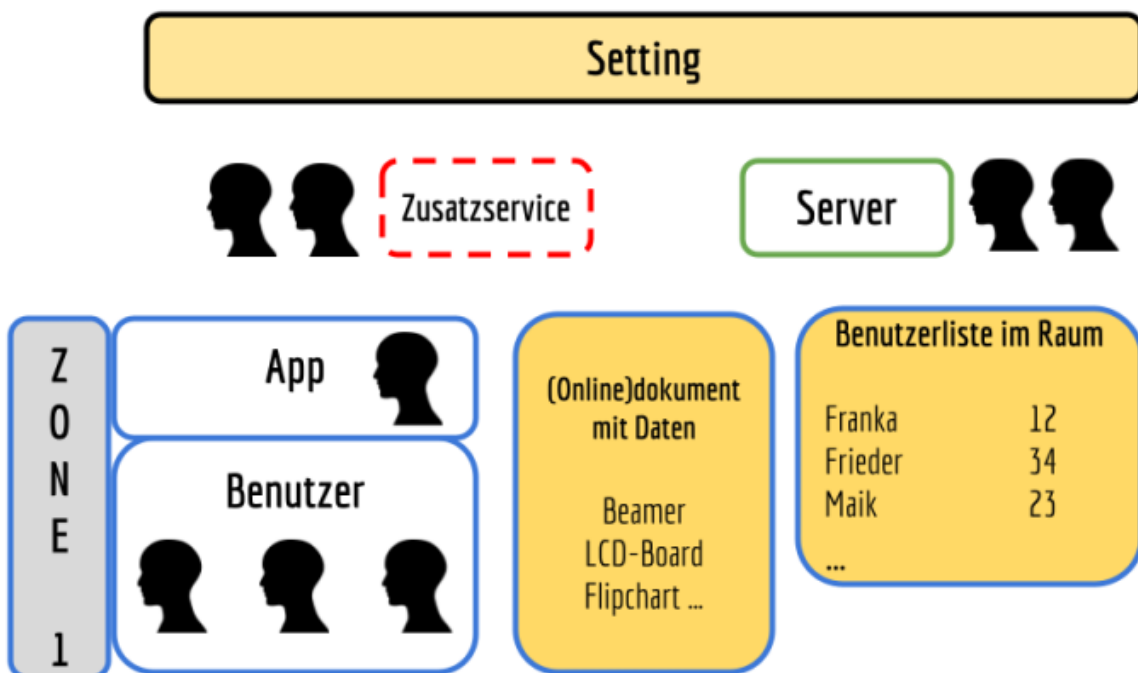 Setting
Zusatzservice
Server
ZONE 1
App
Benutzer
(Online)dokument
mit Daten
Beamer
LCD-Board
Flipchart ...
Benutzerliste im Raum
Franka 12
Frieder 34
Maik 23
...